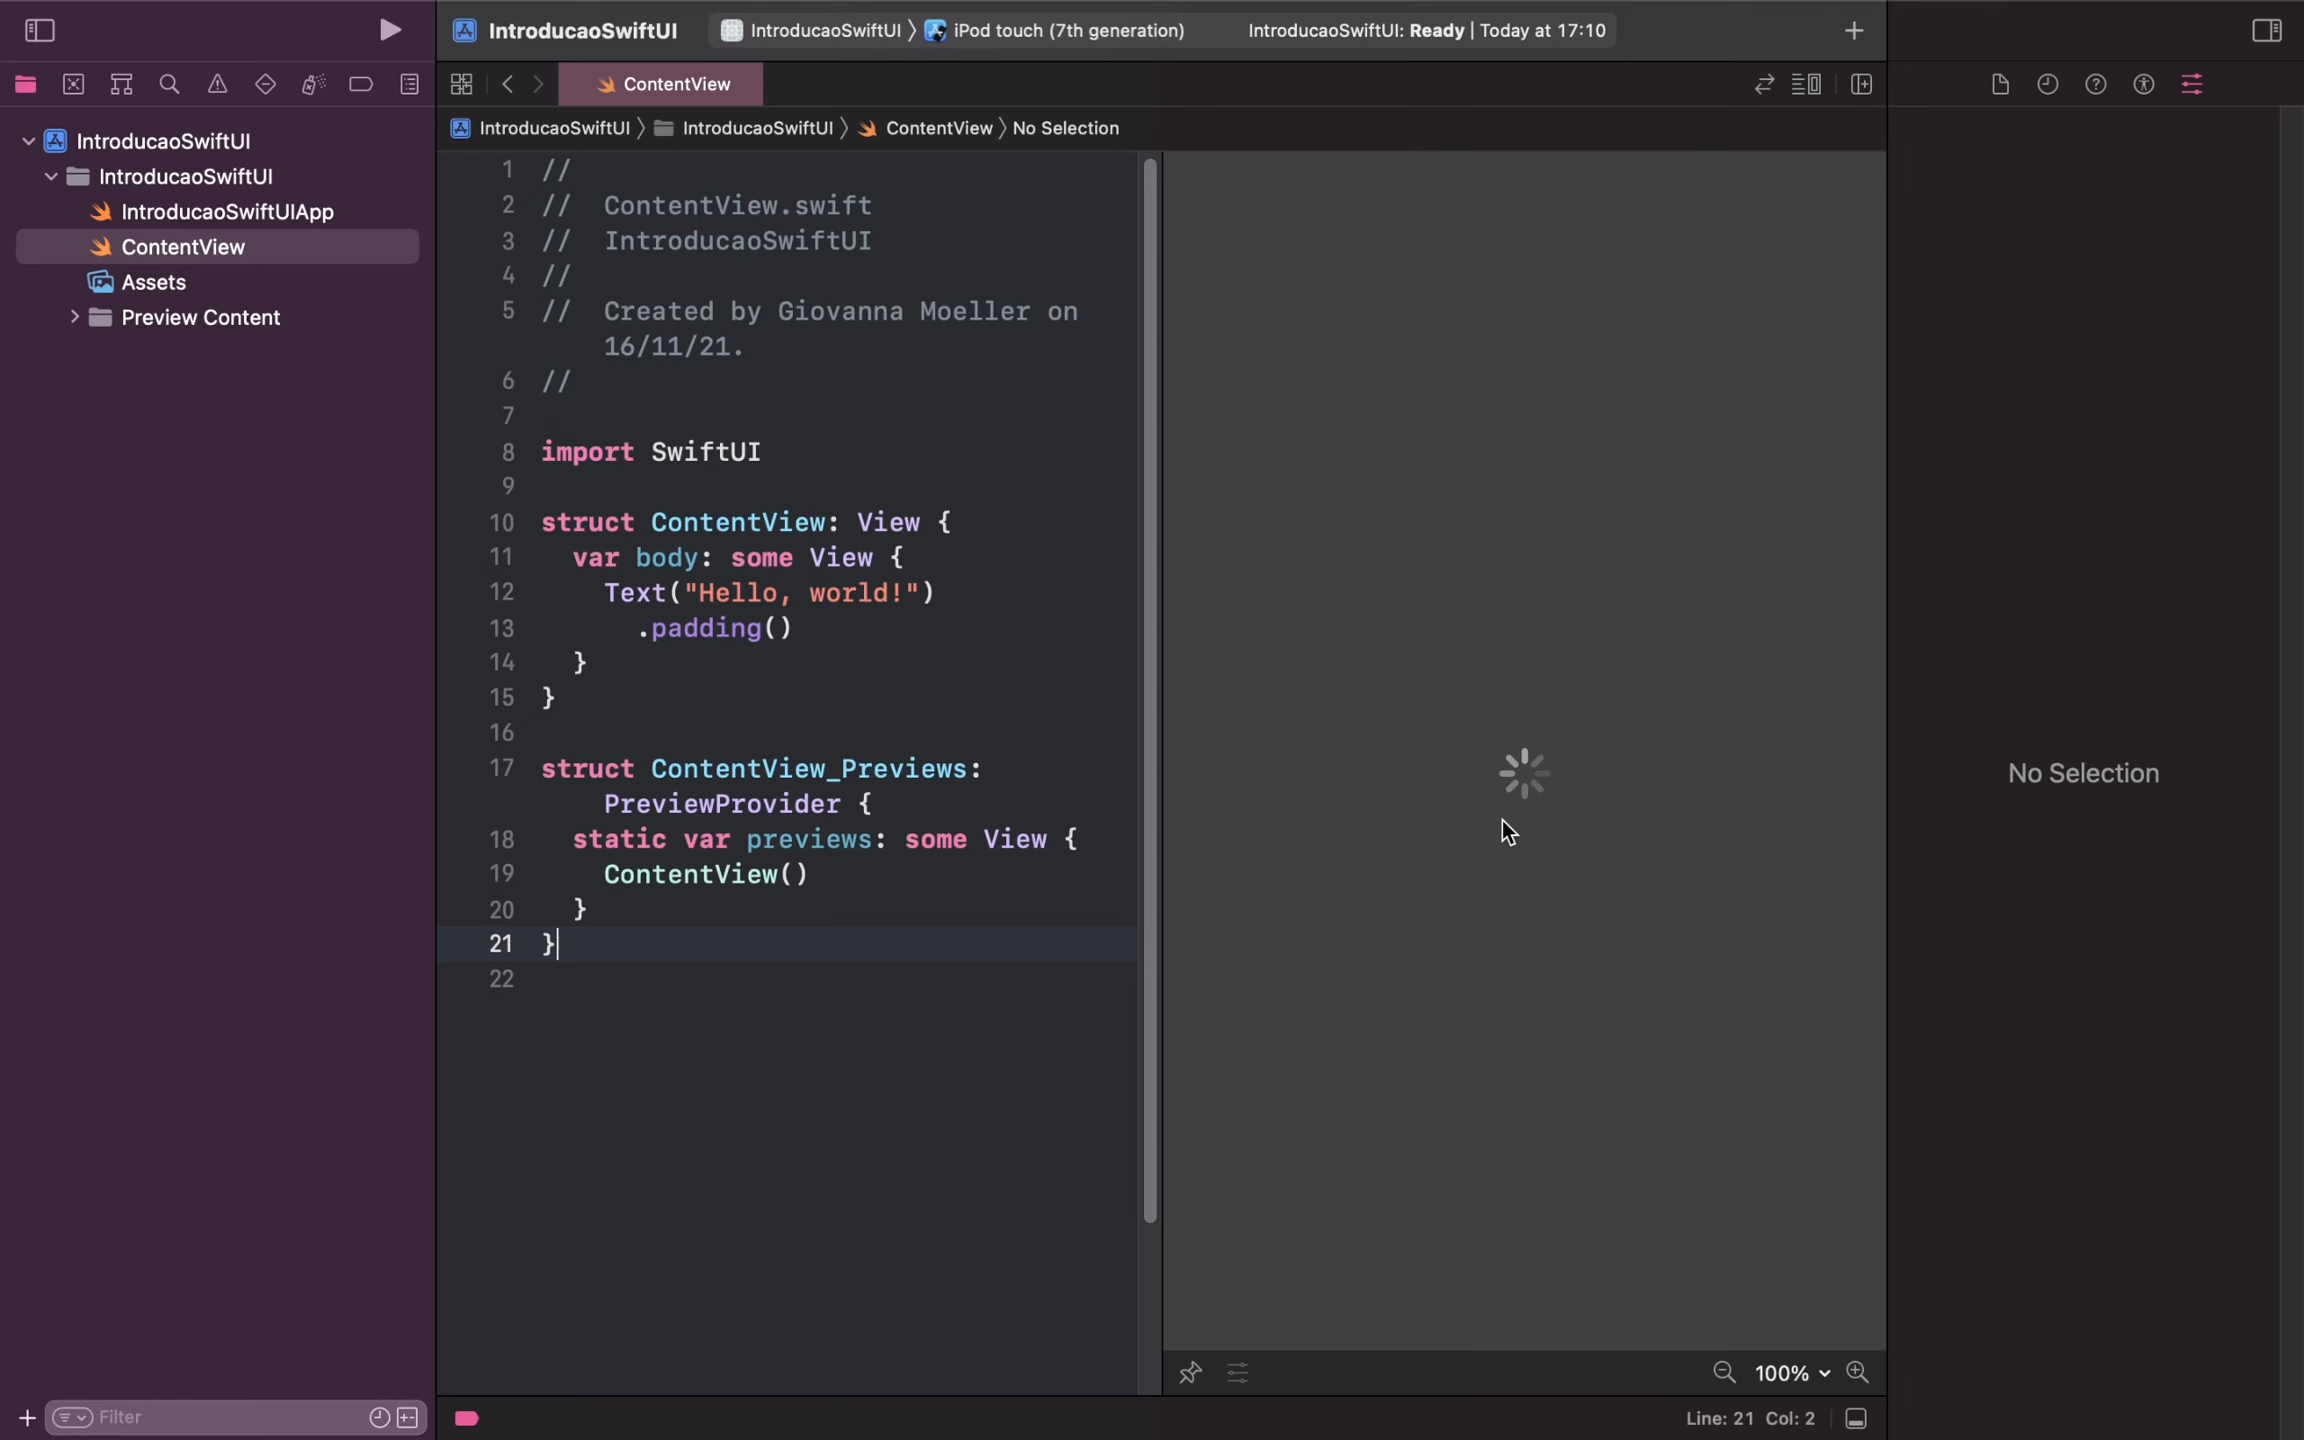 IntroducaoSwiftUI
IntroducaoSwiftUI
iPod touch (7th generation)
IntroducaoSwiftUI: Ready | Today at 17:10
ContentView
IntroducaoSwiftUI
IntroducaoSwiftUI
ContentView
No Selection
IntroducaoSwiftUI
IntroducaoSwiftUI
IntroducaoSwiftUIApp
ContentView
Assets
Preview Content
1 //
2 //  ContentView.swift
3 //  IntroducaoSwiftUI
4 //
5 //  Created by Giovanna Moeller on
16/11/21.
6 //
7
8 import SwiftUI
9
10 struct ContentView: View {
11   var body: some View {
12     Text("Hello, world!")
13       .padding()
14   }
15 }
16
17 struct ContentView_Previews:
PreviewProvider {
18   static var previews: some View {
19     ContentView()
20   }
21 }
22
No Selection
100%
Filter
Line: 21 Col: 2